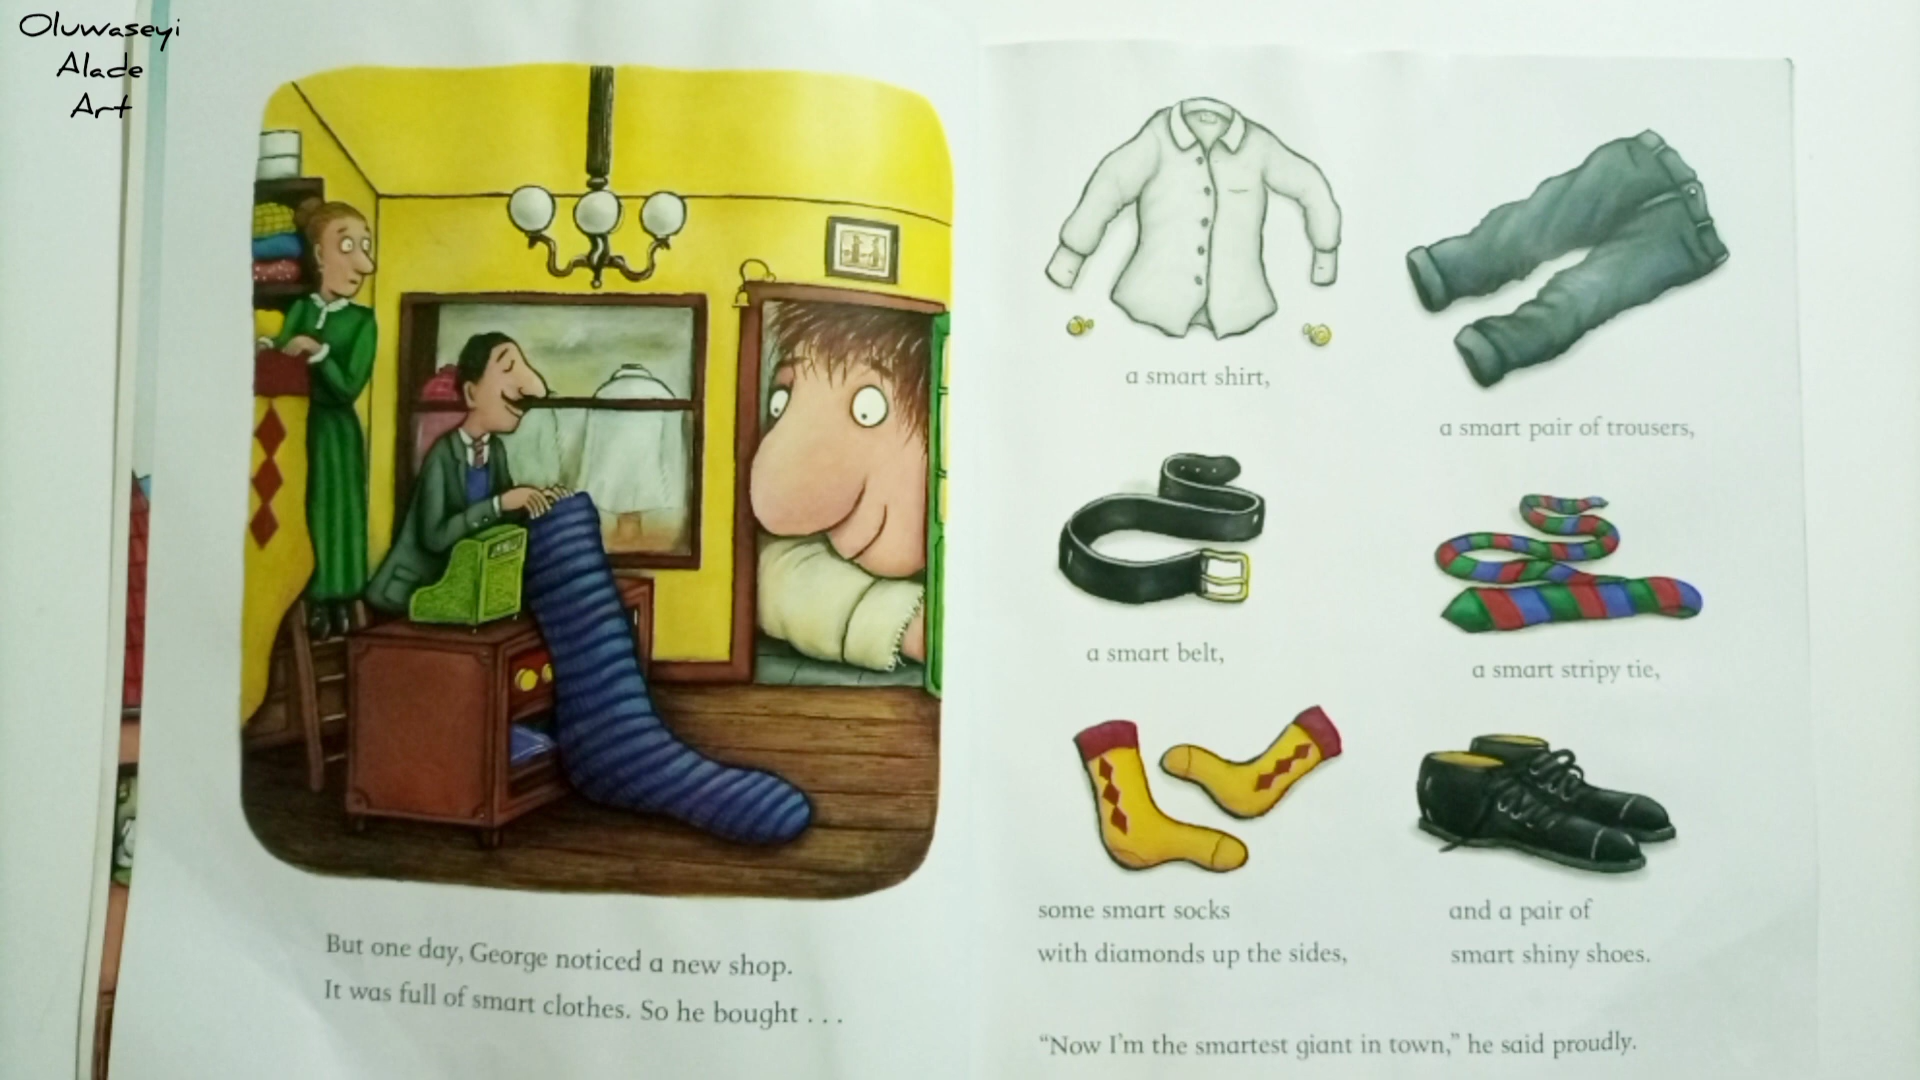 Oluwaseyi
Alade
Art
But one day, George noticed a new shop.
It was full of smart clothes. So he bought . . .
a smart shirt,
a smart pair of trousers,
a smart belt,
a smart stripy tie,
some smart socks
with diamonds up the sides,
and a pair of
smart shiny shoes.
“Now I’m the smartest giant in town,” he said proudly.